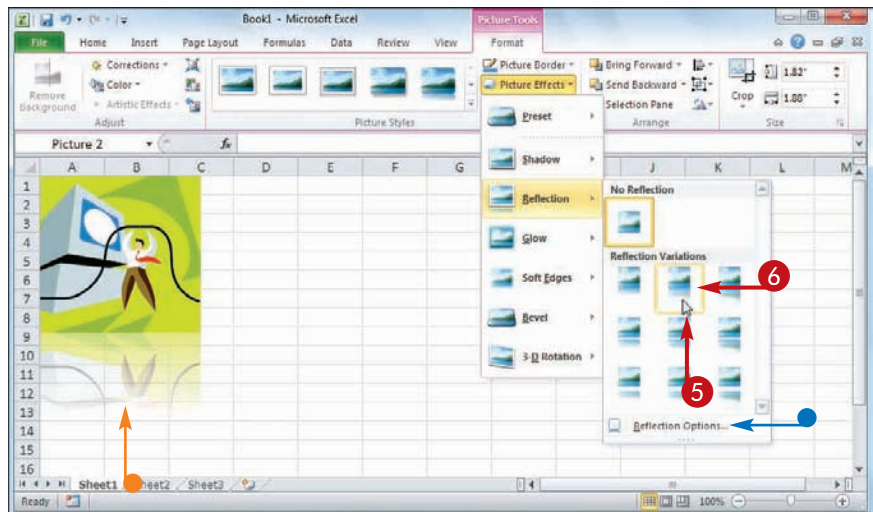 Book1 - Microsoft Excel
Picture Tools
File Home Insert Page Layout Formulas Data Review View Format
Remove Background
Corrections
Color
Artistic Effects
Adjust
Picture Styles
Picture Border
Picture Effects
Bring Forward
Send Backward
Selection Pane
Arrange
Crop
1.82"
1.88"
Size
Picture 2
fx
A B C D E F G J K L M
1
2
3
4
5
6
7
8
9
10
11
12
13
14
15
16
Preset
Shadow
Reflection
Glow
Soft Edges
Bevel
3-D Rotation
No Reflection
Reflection Variations
6
5
Reflection Options...
Sheet1 Sheet2 Sheet3
Ready
100%